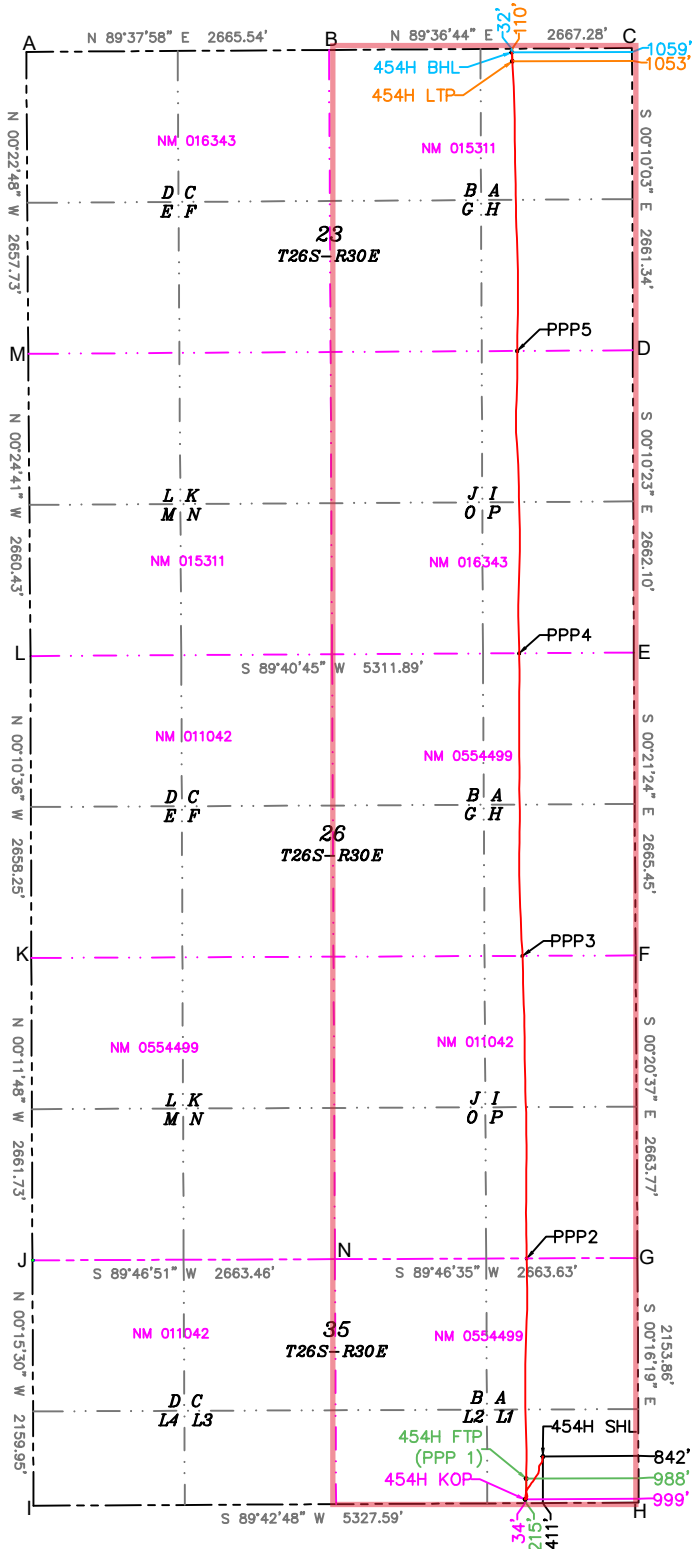 32'
110'
A
N 89°37'58" E 2665.54'
B
N 89°36'44" E 2667.28'
C
1059'
1053'
454H BHL
454H LTP
N 00°22'48" W 2657.73'
S 00°10'03" E 2661.34'
NM 016343
NM 015311
D C
E F
B A
G H
23
T26S-R30E
M
PPP5
D
N 00°24'41" W 2660.43'
S 00°10'23" E 2662.10'
L K
M N
J I
O P
NM 015311
NM 016343
L
PPP4
E
S 89°40'45" W 5311.89'
N 00°10'36" W 2658.25'
S 00°21'24" E 2665.45'
NM 011042
NM 0554499
D C
E F
B A
G H
26
T26S-R30E
K
PPP3
F
N 00°11'48" W 2661.73'
S 00°20'37" E 2663.77'
NM 0554499
NM 011042
L K
M N
J I
O P
J
N
PPP2
G
S 89°46'51" W 2663.46'
S 89°46'35" W 2663.63'
N 00°15'30" W 2159.95'
S 00°16'19" E
2153.86'
NM 011042
NM 0554499
35
T26S-R30E
D C
L4 L3
B A
L2 L1
454H SHL
454H FTP
(PPP 1)
454H KOP
842'
988'
999'
I
H
S 89°42'48" W 5327.59'
34'
215'
411'